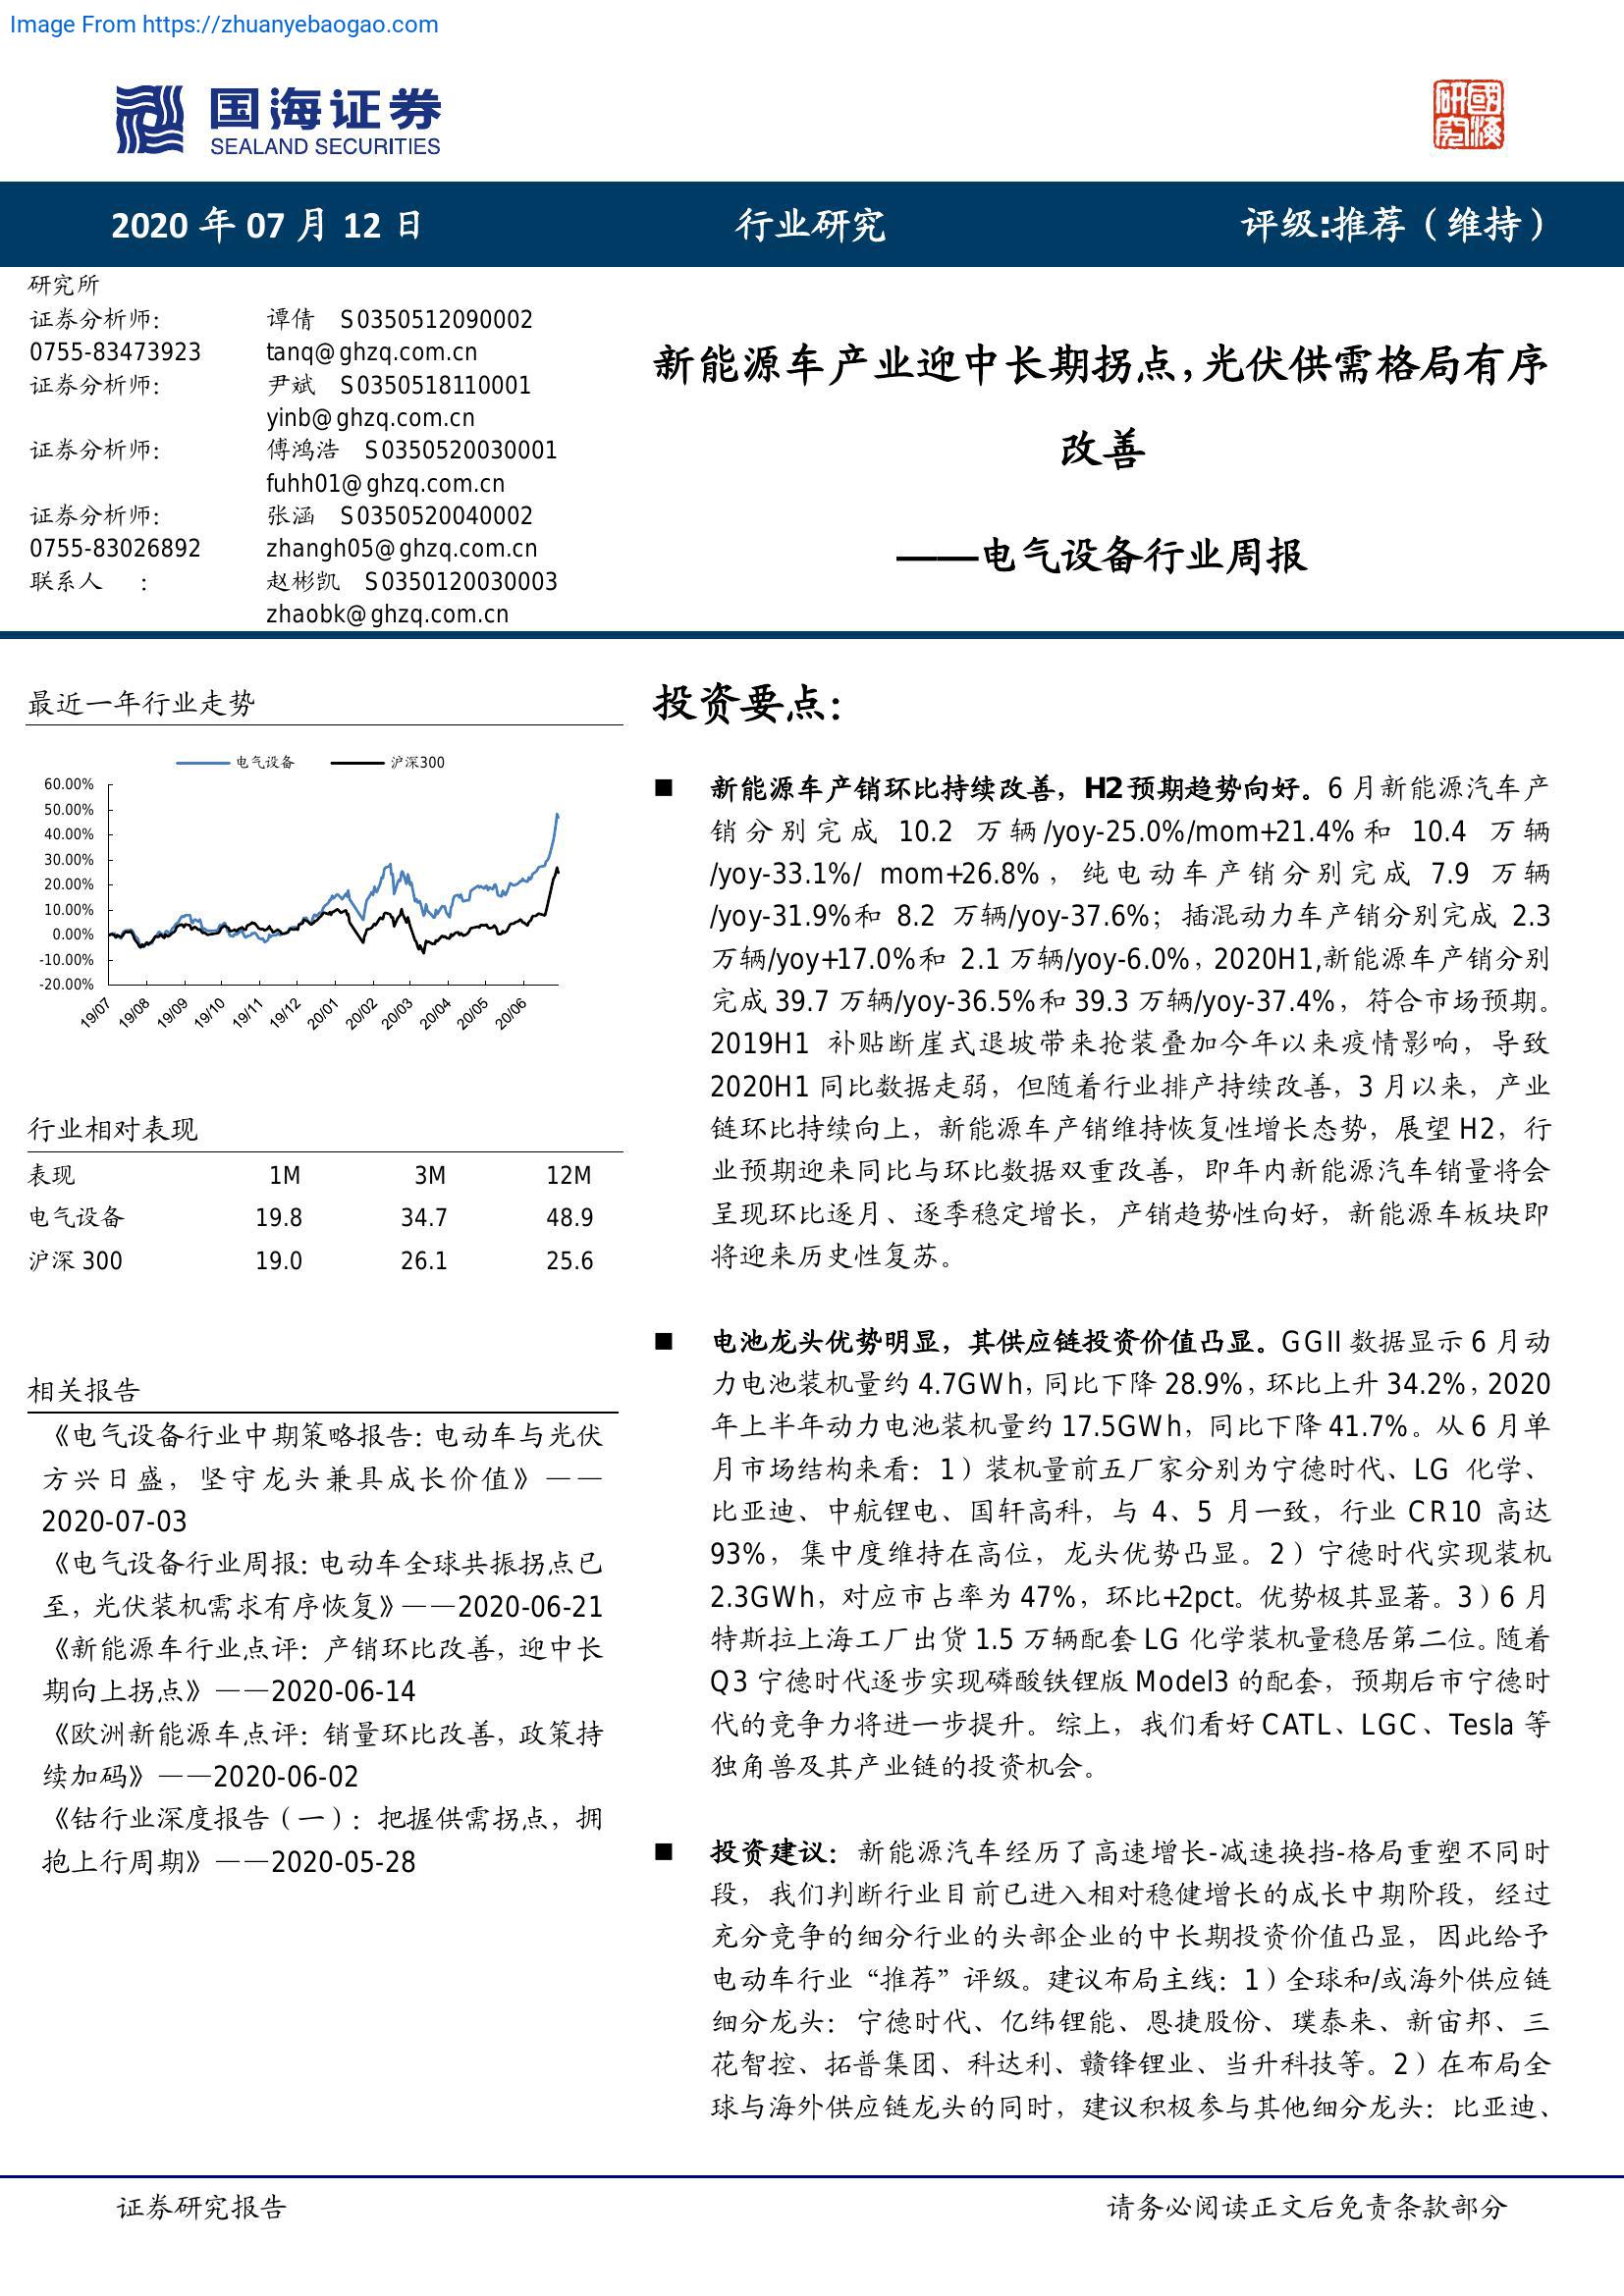 Image From https://zhuanyebaogao.com
国海证券
SEALAND SECURITIES
國海
研究
2020 年 07 月 12 日
行业研究
评级:推荐（维持）
研究所
证券分析师： 谭倩 S0350512090002
0755-83473923 tanq@ghzq.com.cn
证券分析师： 尹斌 S0350518110001
yinb@ghzq.com.cn
证券分析师： 傅鸿浩 S0350520030001
fuhh01@ghzq.com.cn
证券分析师： 张涵 S0350520040002
0755-83026892 zhangh05@ghzq.com.cn
联系人 ： 赵彬凯 S0350120030003
zhaobk@ghzq.com.cn
新能源车产业迎中长期拐点，光伏供需格局有序
改善
——电气设备行业周报
最近一年行业走势
电气设备 沪深300
60.00%
50.00%
40.00%
30.00%
20.00%
10.00%
0.00%
-10.00%
-20.00%
19/07 19/08 19/09 19/10 19/11 19/12 20/01 20/02 20/03 20/04 20/05 20/06
行业相对表现
表现 1M 3M 12M
电气设备 19.8 34.7 48.9
沪深 300 19.0 26.1 25.6
相关报告
《电气设备行业中期策略报告：电动车与光伏
方兴日盛，坚守龙头兼具成长价值》——
2020-07-03
《电气设备行业周报：电动车全球共振拐点已
至，光伏装机需求有序恢复》——2020-06-21
《新能源车行业点评：产销环比改善，迎中长
期向上拐点》——2020-06-14
《欧洲新能源车点评：销量环比改善，政策持
续加码》——2020-06-02
《钴行业深度报告（一）：把握供需拐点，拥
抱上行周期》——2020-05-28
投资要点：
■ 新能源车产销环比持续改善，H2 预期趋势向好。6 月新能源汽车产
销分别完成 10.2 万辆/yoy-25.0%/mom+21.4%和 10.4 万辆
/yoy-33.1%/ mom+26.8%，纯电动车产销分别完成 7.9 万辆
/yoy-31.9%和 8.2 万辆/yoy-37.6%；插混动力车产销分别完成 2.3
万辆/yoy+17.0%和 2.1 万辆/yoy-6.0%，2020H1,新能源车产销分别
完成 39.7 万辆/yoy-36.5%和 39.3 万辆/yoy-37.4%，符合市场预期。
2019H1 补贴断崖式退坡带来抢装叠加今年以来疫情影响，导致
2020H1 同比数据走弱，但随着行业排产持续改善，3 月以来，产业
链环比持续向上，新能源车产销维持恢复性增长态势，展望 H2，行
业预期迎来同比与环比数据双重改善，即年内新能源汽车销量将会
呈现环比逐月、逐季稳定增长，产销趋势性向好，新能源车板块即
将迎来历史性复苏。
■ 电池龙头优势明显，其供应链投资价值凸显。GGII 数据显示 6 月动
力电池装机量约 4.7GWh，同比下降 28.9%，环比上升 34.2%，2020
年上半年动力电池装机量约 17.5GWh，同比下降 41.7%。从 6 月单
月市场结构来看：1）装机量前五厂家分别为宁德时代、LG 化学、
比亚迪、中航锂电、国轩高科，与 4、5 月一致，行业 CR10 高达
93%，集中度维持在高位，龙头优势凸显。2）宁德时代实现装机
2.3GWh，对应市占率为 47%，环比+2pct。优势极其显著。3）6 月
特斯拉上海工厂出货 1.5 万辆配套 LG 化学装机量稳居第二位。随着
Q3 宁德时代逐步实现磷酸铁锂版 Model3 的配套，预期后市宁德时
代的竞争力将进一步提升。综上，我们看好 CATL、LGC、Tesla 等
独角兽及其产业链的投资机会。
■ 投资建议：新能源汽车经历了高速增长-减速换挡-格局重塑不同时
段，我们判断行业目前已进入相对稳健增长的成长中期阶段，经过
充分竞争的细分行业的头部企业的中长期投资价值凸显，因此给予
电动车行业“推荐”评级。建议布局主线：1）全球和/或海外供应链
细分龙头：宁德时代、亿纬锂能、恩捷股份、璞泰来、新宙邦、三
花智控、拓普集团、科达利、赣锋锂业、当升科技等。2）在布局全
球与海外供应链龙头的同时，建议积极参与其他细分龙头：比亚迪、
证券研究报告
请务必阅读正文后免责条款部分